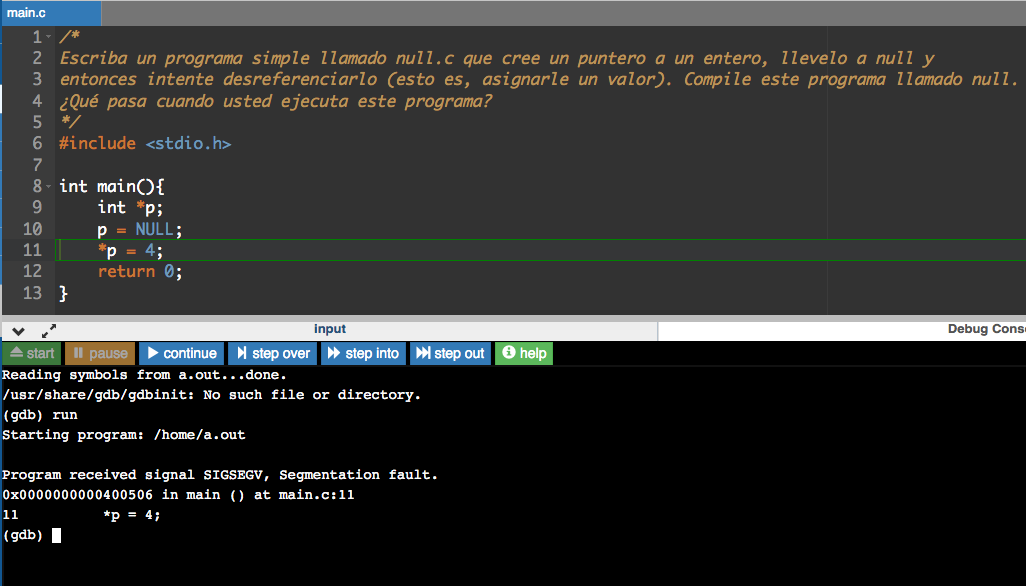 main.c
1 /*
2 Escriba un programa simple llamado null.c que cree un puntero a un entero, llevelo a null y
3 entonces intente desreferenciarlo (esto es, asignarle un valor). Compile este programa llamado null.
4 ¿Qué pasa cuando usted ejecuta este programa?
5 */
6 #include <stdio.h>
7
8 int main(){
9 int *p;
10 p = NULL;
11 *p = 4;
12 return 0;
13 }
input Debug Conso
start pause continue step over step into step out help
Reading symbols from a.out...done.
/usr/share/gdb/gdbinit: No such file or directory.
(gdb) run
Starting program: /home/a.out
Program received signal SIGSEGV, Segmentation fault.
0x0000000000400506 in main () at main.c:11
11 *p = 4;
(gdb)